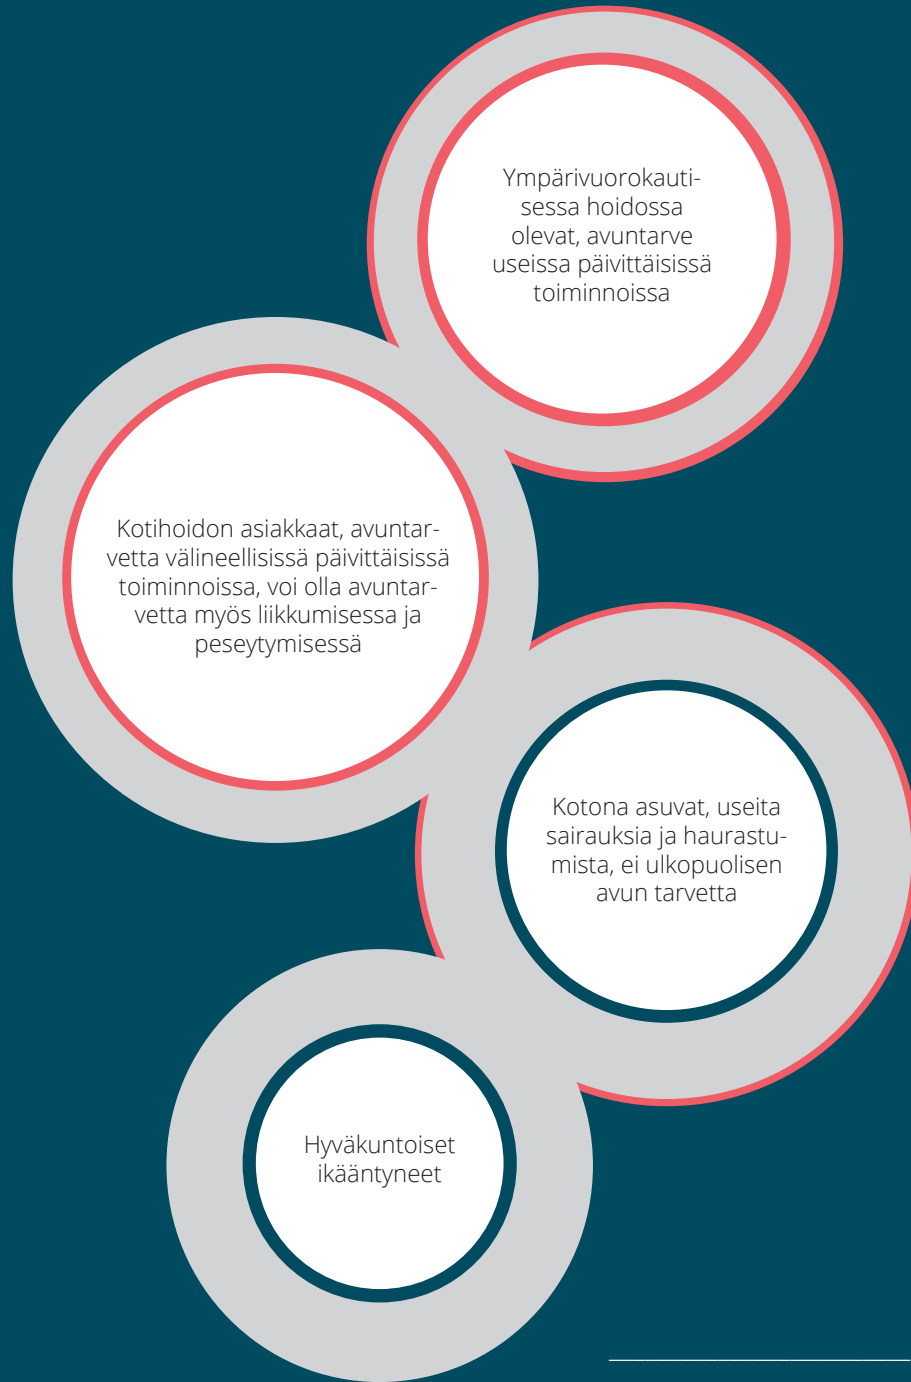 Ympärivuorokauti-
sessa hoidossa
olevat, avuntarve
useissa päivittäisissä
toiminnoissa
Kotihoidon asiakkaat, avuntar-
vetta välineellisissä päivittäisissä
toiminnoissa, voi olla avuntar-
vetta myös liikkumisessa ja
peseytymisessä
Kotona asuvat, useita
sairauksia ja haurastu-
mista, ei ulkopuolisen
avun tarvetta
Hyväkuntoiset
ikääntyneet